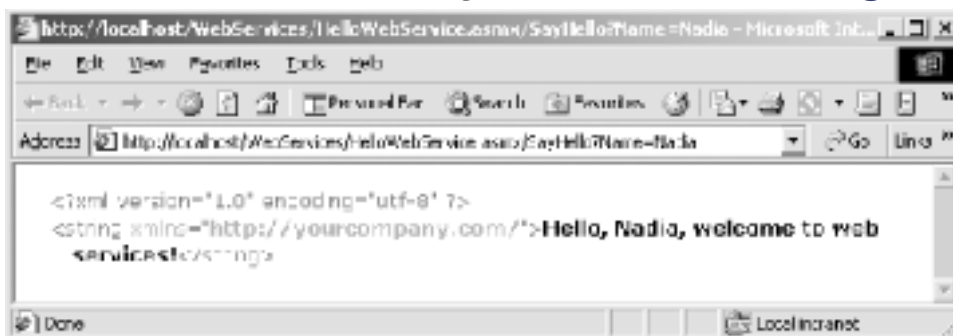 http://localhost/WebServices/HelloWebService.asmx/SayHello?Name=Nadia - Microsoft Int...
File Edit View Favorites Tools Help
Back Personal Bar Search Favorites
Address http://localhost/WebServices/HelloWebService.asmx/SayHello?Name=Nadia Go Links »
<?xml version="1.0" encoding="utf-8" ?>
<string xmlns="http://yourcompany.com/">Hello, Nadia, welcome to web
services!</string>
Done Local intranet